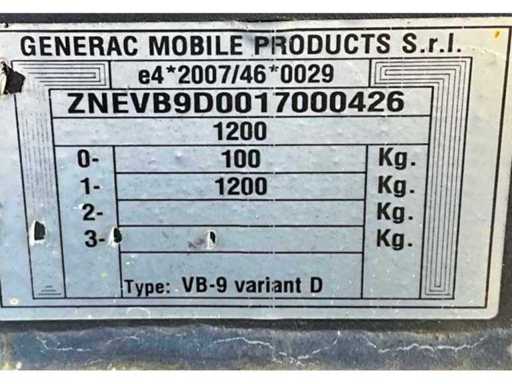 GENERAC MOBILE PRODUCTS S.r.l.
e4*2007/46*0029
ZNEVB9D0017000426
1200
0- 100 Kg.
1- 1200 Kg.
2- Kg.
3- Kg.
Type: VB-9 variant D